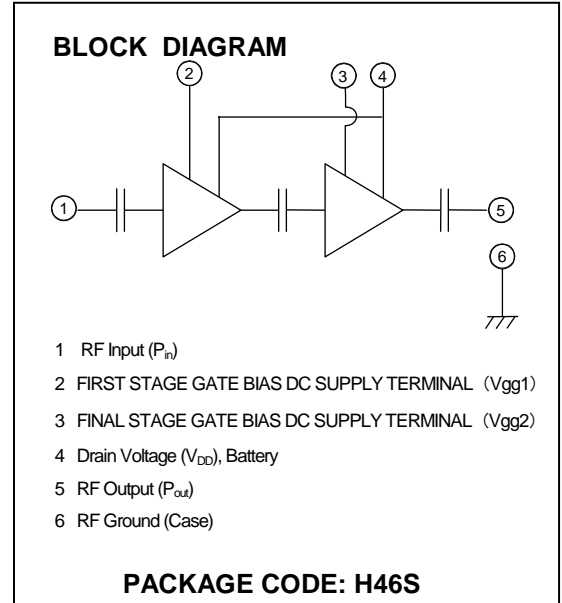 BLOCK DIAGRAM
2
3 4
1
5
6
1 RF Input (Pin)
2 FIRST STAGE GATE BIAS DC SUPPLY TERMINAL（Vgg1）
3 FINAL STAGE GATE BIAS DC SUPPLY TERMINAL（Vgg2）
4 Drain Voltage (VDD), Battery
5 RF Output (Pout)
6 RF Ground (Case)
PACKAGE CODE: H46S